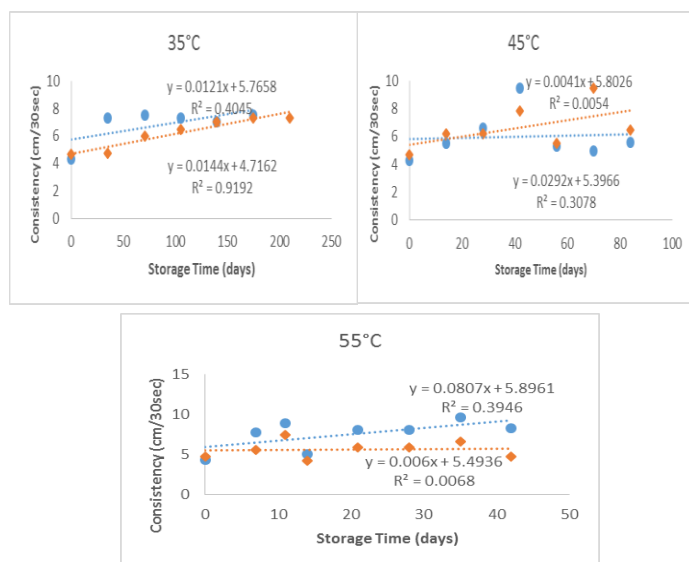 35°C
10
8
6
4
2
0
Consistency (cm/30sec)
y = 0.0121x + 5.7658
R² = 0.4045
y = 0.0144x + 4.7162
R² = 0.9192
0 50 100 150 200 250
Storage Time (days)
45°C
10
8
6
4
2
0
Consistency (cm/30sec)
y = 0.0041x + 5.8026
R² = 0.0054
y = 0.0292x + 5.3966
R² = 0.3078
0 20 40 60 80 100
Storage Time (days)
55°C
15
10
5
0
Consistency (cm/30sec)
y = 0.0807x + 5.8961
R² = 0.3946
y = 0.006x + 5.4936
R² = 0.0068
0 10 20 30 40 50
Storage Time (days)